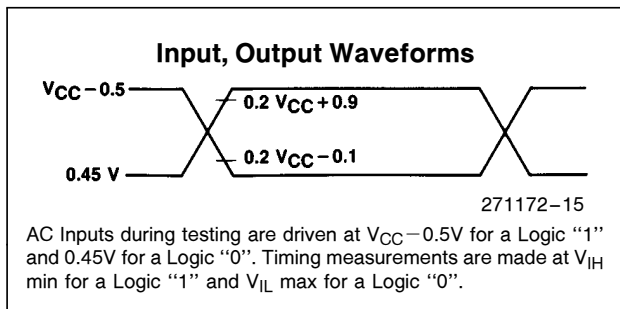 Input, Output Waveforms
VCC−0.5
0.2 VCC+0.9
0.2 VCC−0.1
0.45 V
271172–15
AC Inputs during testing are driven at VCC−0.5V for a Logic “1”
and 0.45V for a Logic “0”. Timing measurements are made at VIH
min for a Logic “1” and VIL max for a Logic “0”.